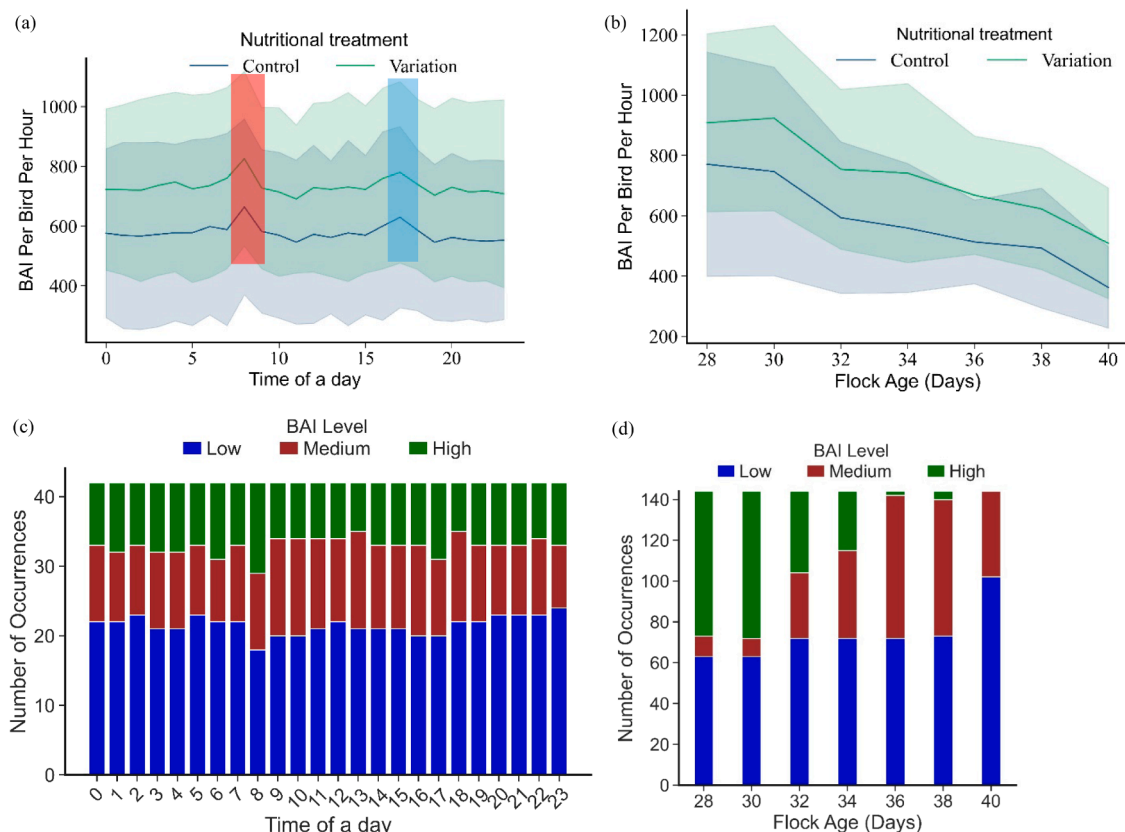 (a)
Nutritional treatment
Control Variation
BAI Per Bird Per Hour
1000
800
600
400
0 5 10 15 20
Time of a day
(b)
Nutritional treatment
Control Variation
BAI Per Bird Per Hour
1200
1000
800
600
400
200
28 30 32 34 36 38 40
Flock Age (Days)
(c)
BAI Level
Low Medium High
Number of Occurrences
40
30
20
10
0
0 1 2 3 4 5 6 7 8 9 10 11 12 13 14 15 16 17 18 19 20 21 22 23
Time of a day
(d)
BAI Level
Low Medium High
Number of Occurrences
140
120
100
80
60
40
20
0
28 30 32 34 36 38 40
Flock Age (Days)